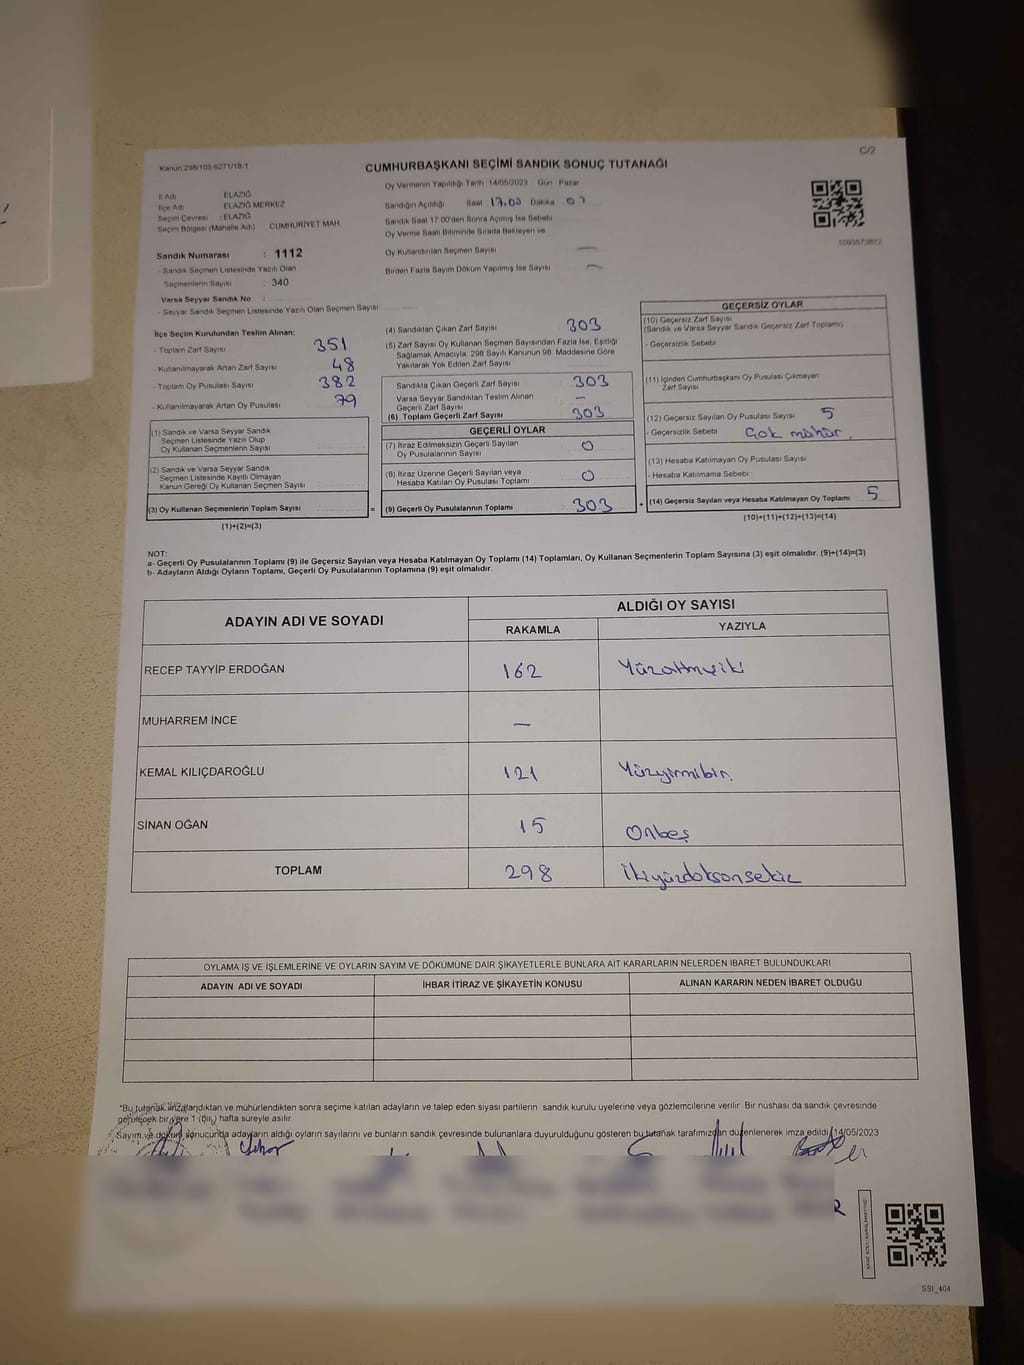 Kanun 298/105 6271/18-1
C/2
CUMHURBAŞKANI SEÇİMİ SANDIK SONUÇ TUTANAĞI
İl Adı : ELAZIĞ
İlçe Adı : ELAZIĞ MERKEZ
Seçim Çevresi : ELAZIĞ
Seçim Bölgesi (Mahalle Adı) CUMHURİYET MAH.
Sandık Numarası : 1112
- Sandık Seçmen Listesinde Yazılı Olan
Seçmenlerin Sayısı : 340
Varsa Seyyar Sandık No :
- Seyyar Sandık Seçmen Listesinde Yazılı Olan Seçmen Sayısı
Oy Vermenin Yapıldığı Tarih :14/05/2023 Gün : Pazar
Sandığın Açıldığı Saat 17.00 Dakika
Sandık Saat 17.00'den Sonra Açımış İse Sebebi
Oy Verme Saati Bitiminde Sırada Bekleyen ve
Oy Kullandırılan Seçmen Sayısı —
Birden Fazla Sayım Döküm Yapılmış İse Sayısı —
1093573872
İlçe Seçim Kurulundan Teslim Alınan;
- Toplam Zarf Sayısı 351
- Kullanılmayarak Artan Zarf Sayısı 48
- Toplam Oy Pusulası Sayısı 382
- Kullanılmayarak Artan Oy Pusulası 79
(1) Sandık ve Varsa Seyyar Sandık
Seçmen Listesinde Yazılı Olup
Oy Kullanan Seçmenlerin Sayısı
(2) Sandık ve Varsa Seyyar Sandık
Seçmen Listesinde Kayıtlı Olmayan
Kanun Gereği Oy Kullanan Seçmen Sayısı
(3) Oy Kullanan Seçmenlerin Toplam Sayısı =
(1)+(2)=(3)
(4) Sandıktan Çıkan Zarf Sayısı 303
(5) Zarf Sayısı Oy Kullanan Seçmen Sayısından Fazla İse, Eşitliği
Sağlamak Amacıyla, 298 Sayılı Kanunun 98. Maddesine Göre
Yakılarak Yok Edilen Zarf Sayısı
Sandıkta Çıkan Geçerli Zarf Sayısı 303
Varsa Seyyar Sandıktan Teslim Alınan
Geçerli Zarf Sayısı —
(6) Toplam Geçerli Zarf Sayısı 303
GEÇERLİ OYLAR
(7) İtiraz Edilmeksizin Geçerli Sayılan
Oy Pusulalarının Sayısı 0
(8) İtiraz Üzerine Geçerli Sayılan veya
Hesaba Katılan Oy Pusulası Toplamı 0
(9) Geçerli Oy Pusulalarının Toplamı 303 +
GEÇERSİZ OYLAR
(10) Geçersiz Zarf Sayısı
(Sandık ve Varsa Seyyar Sandık Geçersiz Zarf Toplamı)
- Geçersizlik Sebebi
(11) İçinden Cumhurbaşkanı Oy Pusulası Çıkmayan
Zarf Sayısı
(12) Geçersiz Sayılan Oy Pusulası Sayısı 5
- Geçersizlik Sebebi Çok mühür.
(13) Hesaba Katılmayan Oy Pusulası Sayısı
- Hesaba Katılmama Sebebi
(14) Geçersiz Sayılan veya Hesaba Katılmayan Oy Toplamı 5
(10)+(11)+(12)+(13)=(14)
NOT:
a- Geçerli Oy Pusulalarının Toplamı (9) ile Geçersiz Sayılan veya Hesaba Katılmayan Oy Toplamı (14) Toplamları, Oy Kullanan Seçmenlerin Toplam Sayısına (3) eşit olmalıdır. (9)+(14)=(3)
b- Adayların Aldığı Oyların Toplamı, Geçerli Oy Pusulalarının Toplamına (9) eşit olmalıdır.
ADAYIN ADI VE SOYADI
ALDIĞI OY SAYISI
RAKAMLA YAZIYLA
RECEP TAYYİP ERDOĞAN 162 Yüzaltmışiki
MUHARREM İNCE —
KEMAL KILIÇDAROĞLU 121 Yüzyirmibir.
SİNAN OĞAN 15 Onbeş
TOPLAM 298 İkiyüzdoksansekiz
OYLAMA İŞ VE İŞLEMLERİNE VE OYLARIN SAYIM VE DÖKÜMÜNE DAİR ŞİKAYETLERLE BUNLARA AİT KARARLARIN NELERDEN İBARET BULUNDUKLARI
ADAYIN ADI VE SOYADI İHBAR İTİRAZ VE ŞİKAYETİN KONUSU ALINAN KARARIN NEDEN İBARET OLDUĞU
"Bu tutanak imzalandıktan ve mühürlendikten sonra seçime katılan adayların ve talep eden siyasi partilerin sandık kurulu üyelerine veya gözlemcilerine verilir. Bir nüshası da sandık çevresinde
görülecek bir yere 1 (bir) hafta süreyle asılır.
Sayım ve döküm sonucunda adayların aldığı oyların sayılarını ve bunların sandık çevresinde bulunanlara duyurulduğunu gösteren bu tutanak tarafımızdan düzenlenerek imza edildi. 14/05/2023
SSI_404